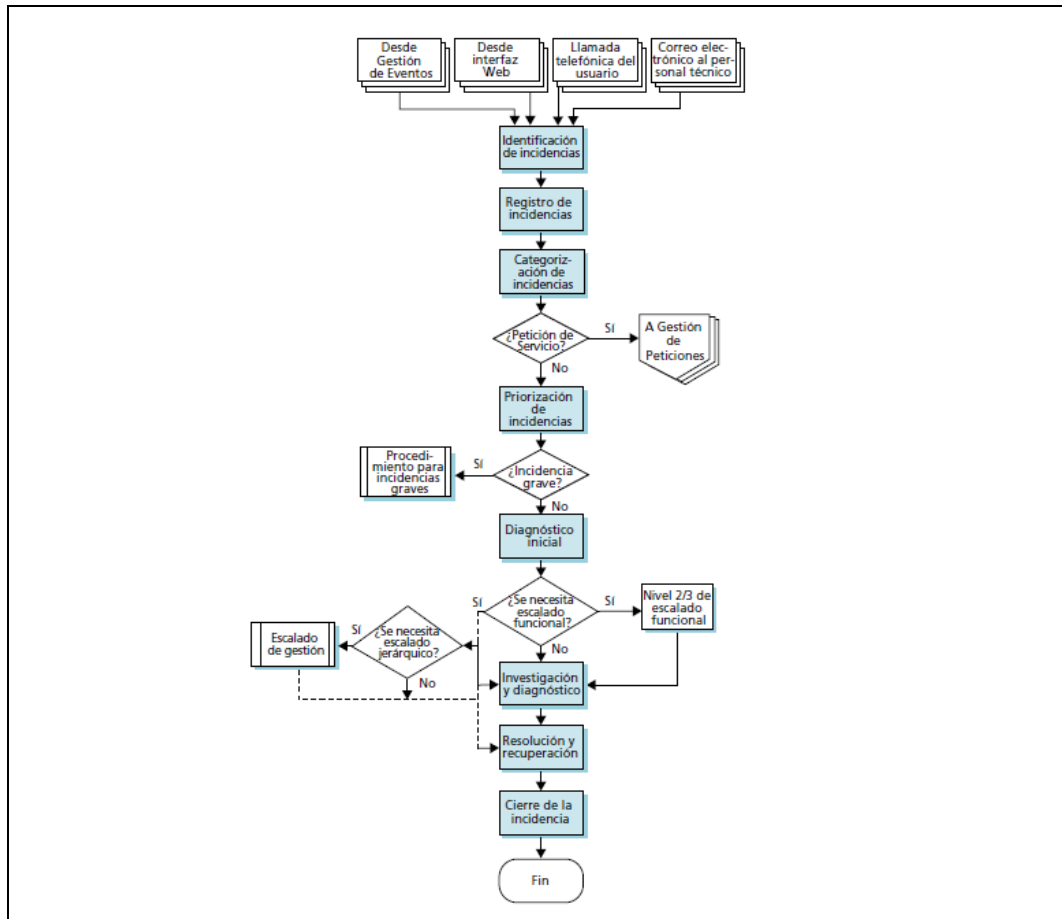 Desde
Gestión
de Eventos
Desde
interfaz
Web
Llamada
telefónica del
usuario
Correo elec-
trónico al per-
sonal técnico
Identificación
de incidencias
Registro de
incidencias
Categoriz-
ación de
incidencias
¿Petición de
Servicio?
Sí
A Gestión
de
Peticiones
No
Priorización
de
incidencias
Procedi-
miento para
incidencias
graves
Sí
¿Incidencia
grave?
No
Diagnóstico
inicial
Sí
¿Se necesita
escalado
funcional?
Sí
Nivel 2/3 de
escalado
funcional
Escalado
de gestión
Sí
¿Se necesita
escalado
jerárquico?
No
No
Investigación
y diagnóstico
Resolución y
recuperación
Cierre de la
incidencia
Fin